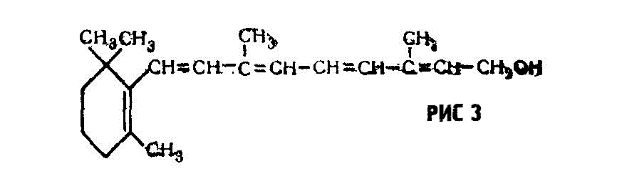 CH₃ CH₃ CH₃ CH₃
CH=CH-C=CH-CH=CH-C=CH-CH₂OH
РИС 3
CH₃